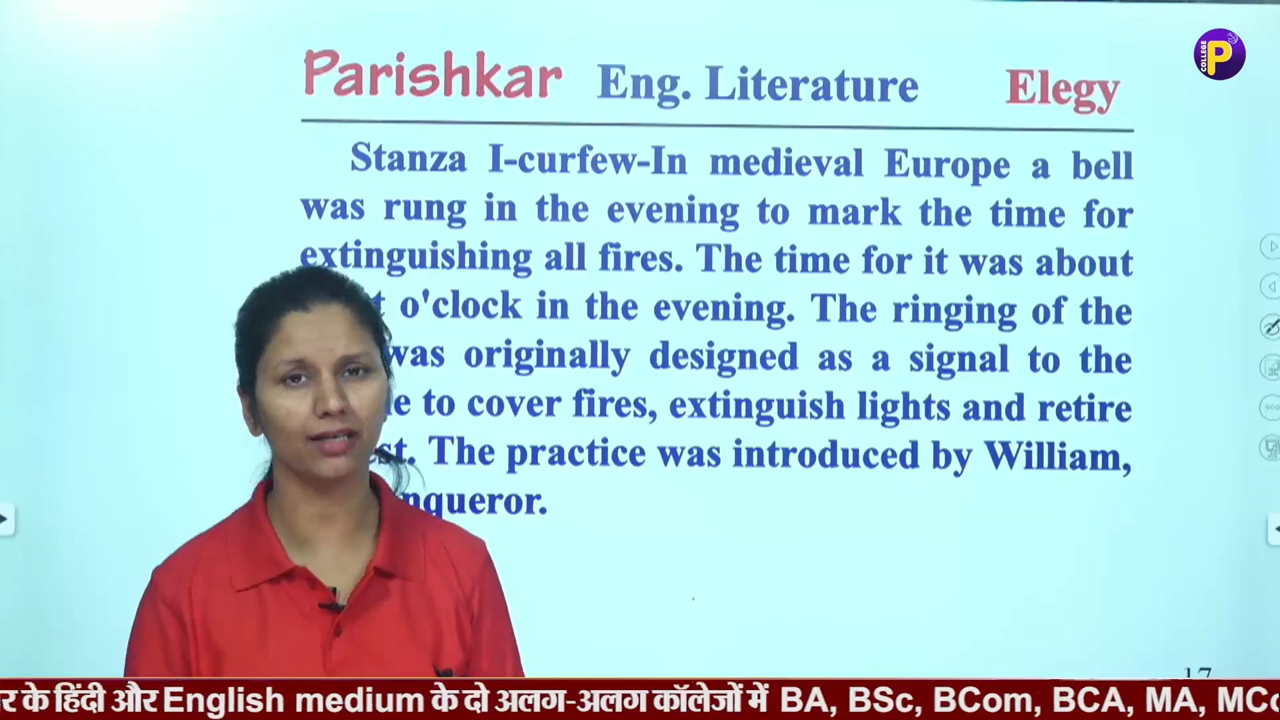 Parishkar Eng. Literature Elegy
COLLEGE P
Stanza I-curfew-In medieval Europe a bell
was rung in the evening to mark the time for
extinguishing all fires. The time for it was about
o'clock in the evening. The ringing of the
was originally designed as a signal to the
to cover fires, extinguish lights and retire
The practice was introduced by William,
17
के हिंदी और English medium के दो अलग-अलग कॉलेजों में BA, BSc, BCom, BCA, MA,